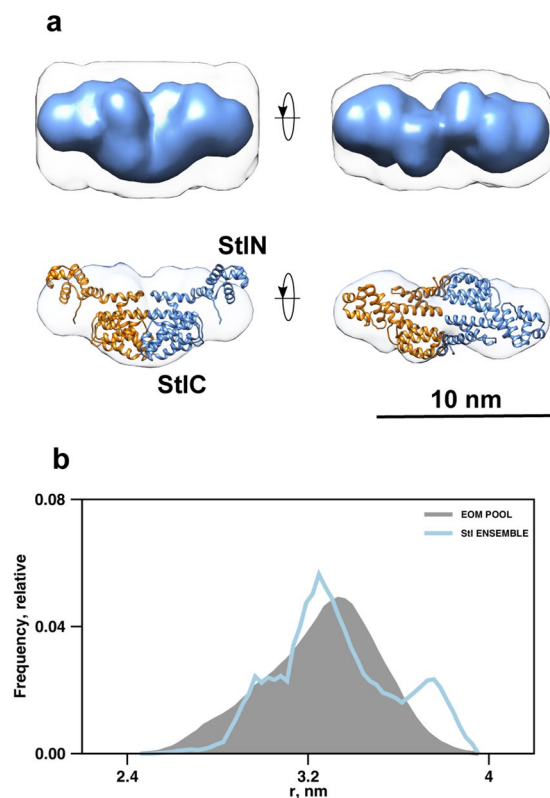 a
StlN
StlC
10 nm
b
0.08
EOM POOL
Stl ENSEMBLE
Frequency, relative
0.04
0.00
2.4
3.2
4
r, nm